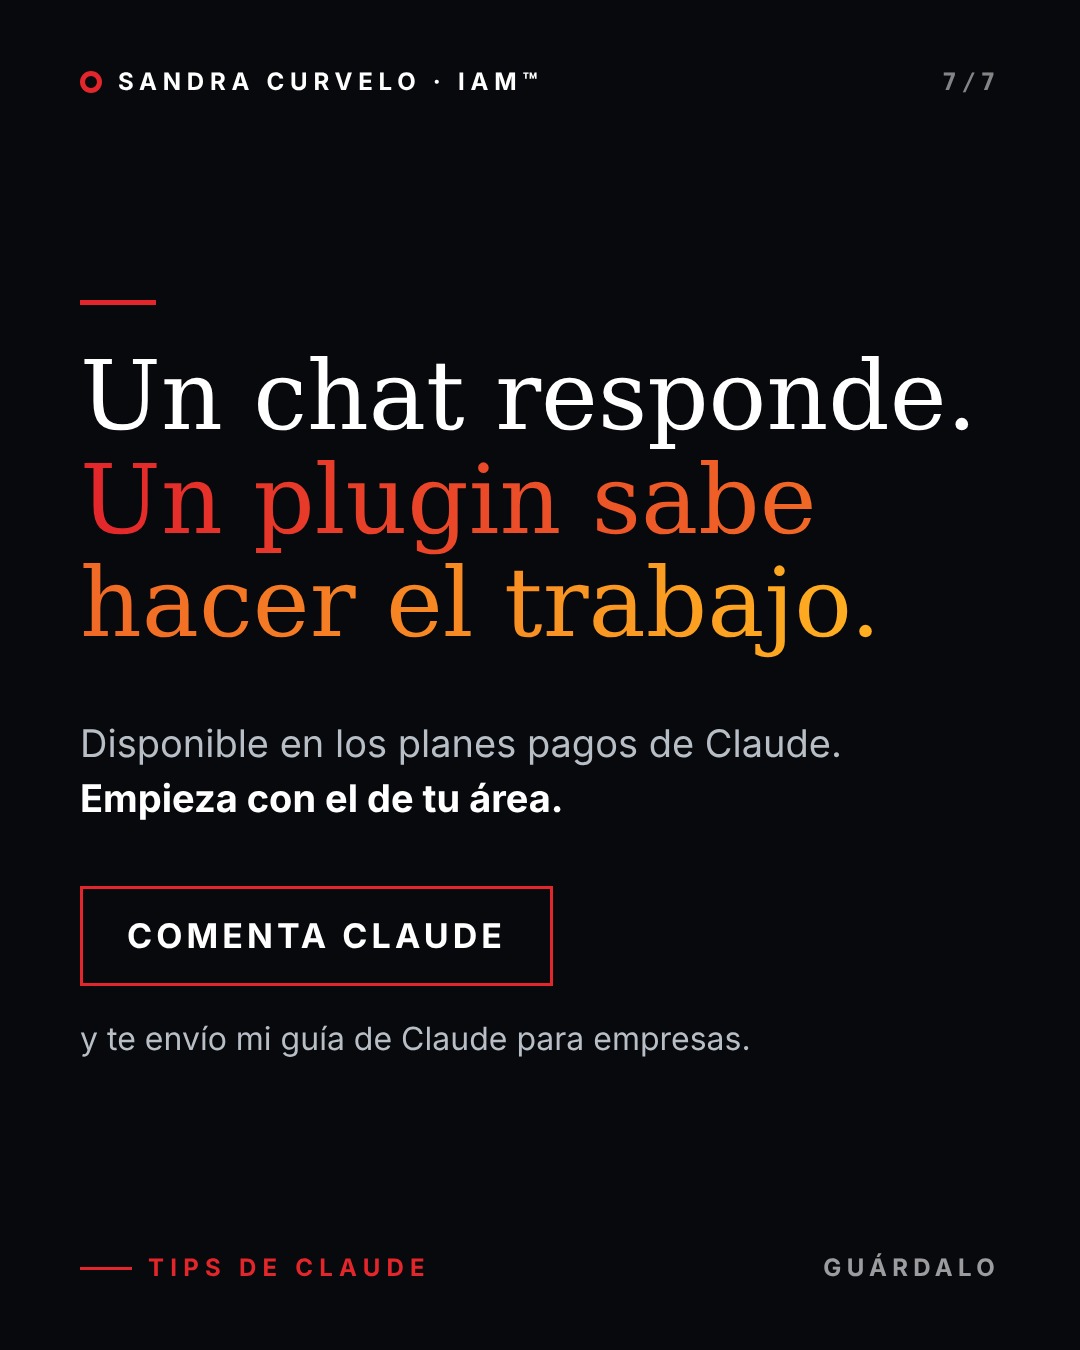 SANDRA CURVELO · IAM™
7/7
Un chat responde.
Un plugin sabe
hacer el trabajo.
Disponible en los planes pagos de Claude.
Empieza con el de tu área.
COMENTA CLAUDE
y te envío mi guía de Claude para empresas.
TIPS DE CLAUDE
GUÁRDALO